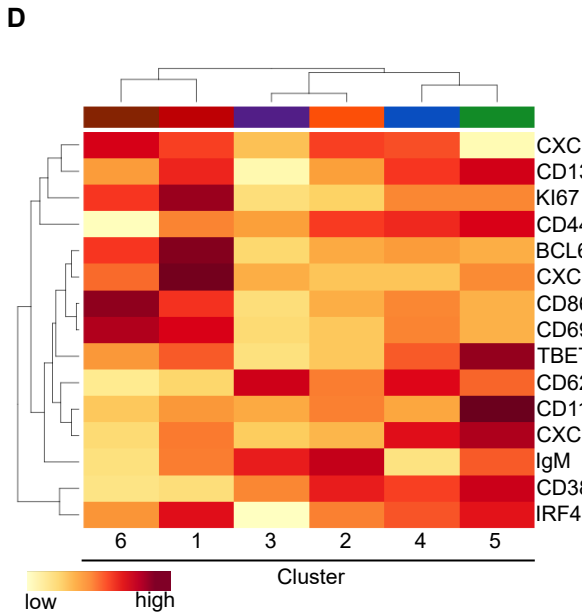 D
CXC
CD13
KI67
CD44
BCL6
CXC
CD86
CD69
TBET
CD62
CD11
CXC
IgM
CD38
IRF4
6 1 3 2 4 5
Cluster
low high